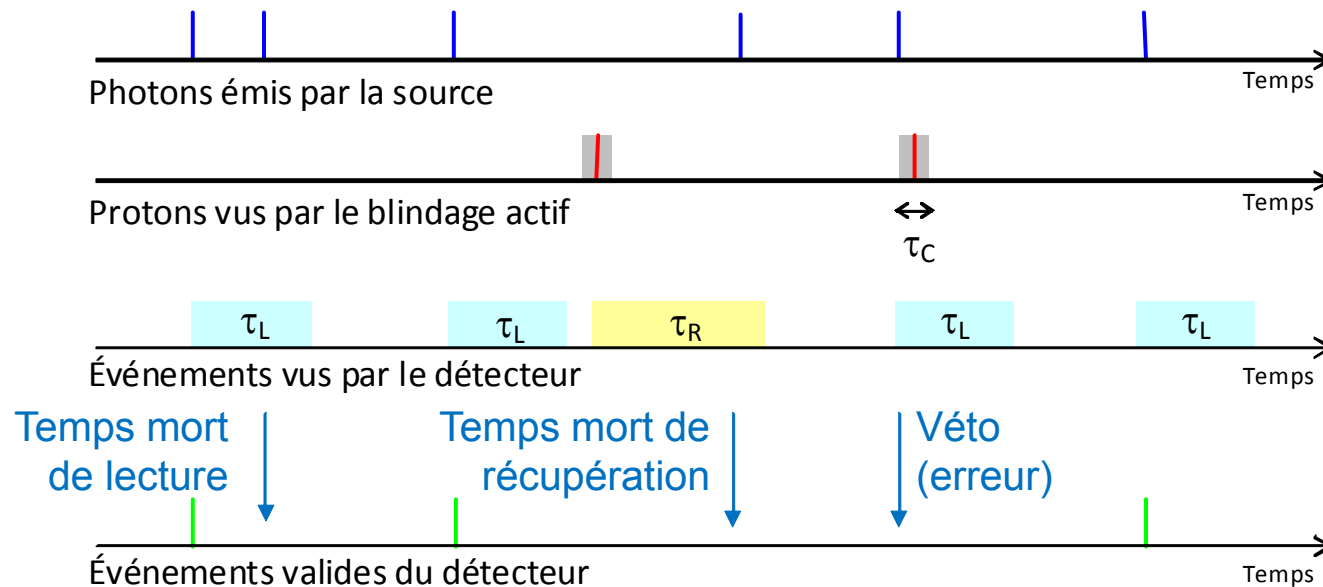 Temps
Photons émis par la source
Temps
Protons vus par le blindage actif
τC
τL
τL
τR
τL
τL
Événements vus par le détecteur
Temps
Temps mort
de lecture
Temps mort de
récupération
Véto
(erreur)
Événements valides du détecteur
Temps